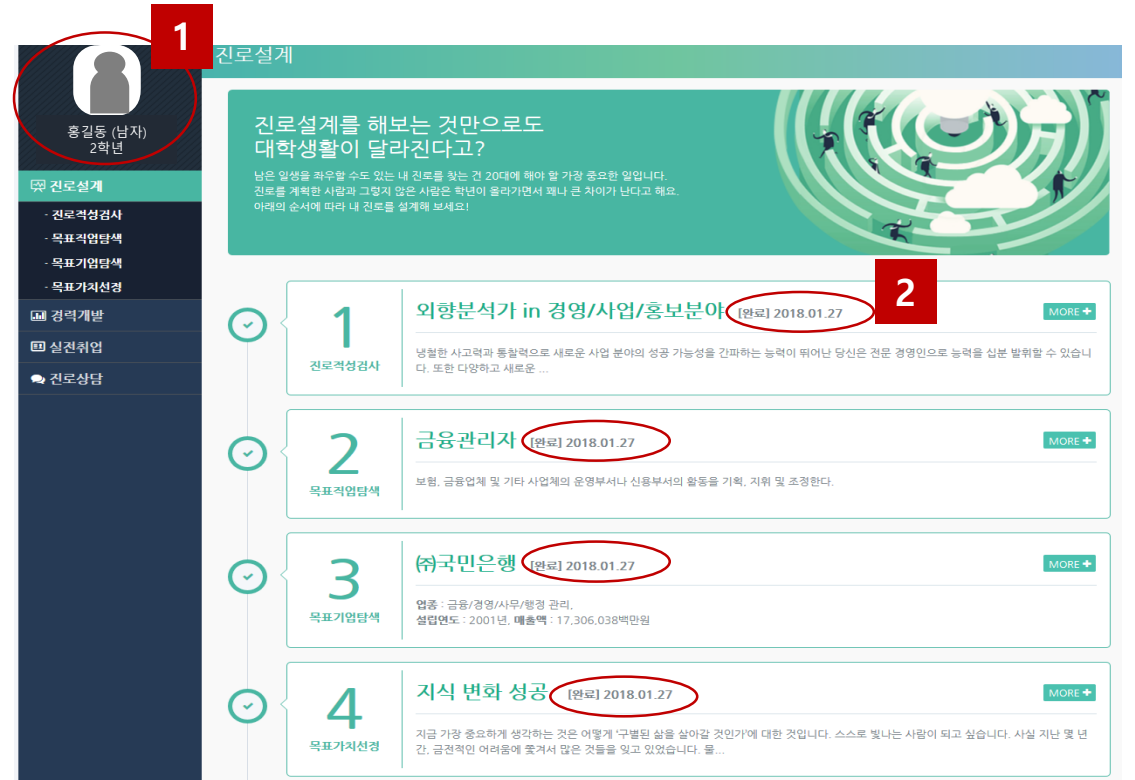 1
진로설계
홍길동 (남자)
2학년
진로설계를 해보는 것만으로도
대학생활이 달라진다고?
남은 일생을 좌우할 수도 있는 내 진로를 찾는 건 20대에 해야 할 가장 중요한 일입니다.
진로를 계획한 사람과 그렇지 않은 사람은 학년이 올라가면서 꽤나 큰 차이가 난다고 해요.
아래의 순서에 따라 내 진로를 설계해 보세요!
진로설계
- 진로적성검사
- 목표직업탐색
- 목표기업탐색
- 목표가치선정
경력개발
실전취업
진로상담
2
1
진로적성검사
외향분석가 in 경영/사업/홍보분야 [완료] 2018.01.27
MORE +
냉철한 사고력과 통찰력으로 새로운 사업 분야의 성공 가능성을 간파하는 능력이 뛰어난 당신은 전문 경영인으로 능력을 십분 발휘할 수 있습니
다. 또한 다양하고 새로운 ...
2
목표직업탐색
금융관리자 [완료] 2018.01.27
MORE +
보험, 금융업체 및 기타 사업체의 운영부서나 신용부서의 활동을 기획, 지휘 및 조정한다.
3
목표기업탐색
㈜국민은행 [완료] 2018.01.27
MORE +
업종 : 금융/경영/사무/행정 관리,
설립연도 : 2001년, 매출액 : 17,306,038백만원
4
목표가치선정
지식 변화 성공 [완료] 2018.01.27
MORE +
지금 가장 중요하게 생각하는 것은 어떻게 '구별된 삶을 살아갈 것인가'에 대한 것입니다. 스스로 빛나는 사람이 되고 싶습니다. 사실 지난 몇 년
간, 금전적인 어려움에 쫓겨서 많은 것들을 잊고 있었습니다. 물...